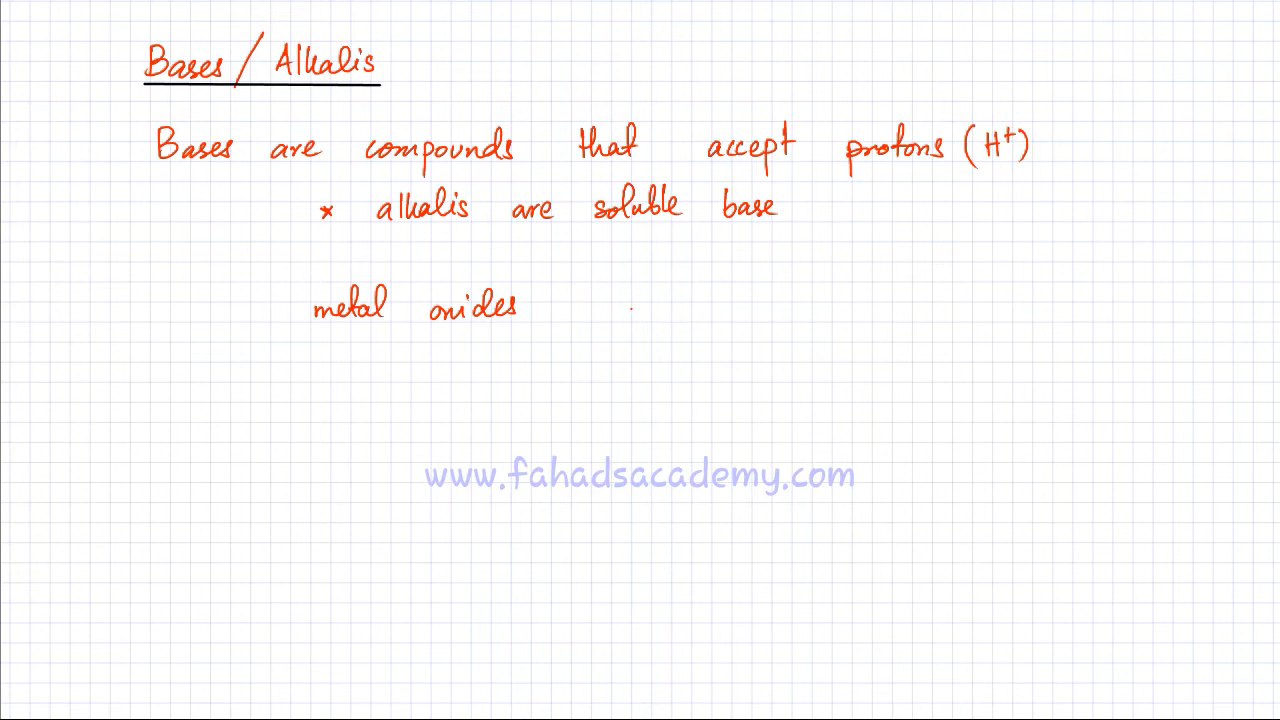 Bases / Alkalis
Bases are compounds that accept protons (H⁺)
* alkalis are soluble base
metal oxides
www.fahadsacademy.com